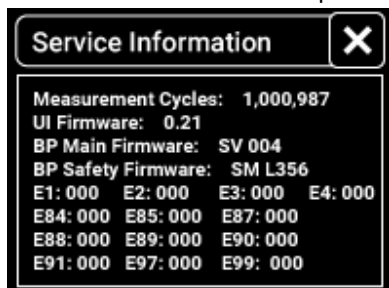 Service Information
Measurement Cycles: 1,000,987
UI Firmware: 0.21
BP Main Firmware: SV 004
BP Safety Firmware: SM L356
E1: 000 E2: 000 E3: 000 E4: 000
E84: 000 E85: 000 E87: 000
E88: 000 E89: 000 E90: 000
E91: 000 E97: 000 E99: 000